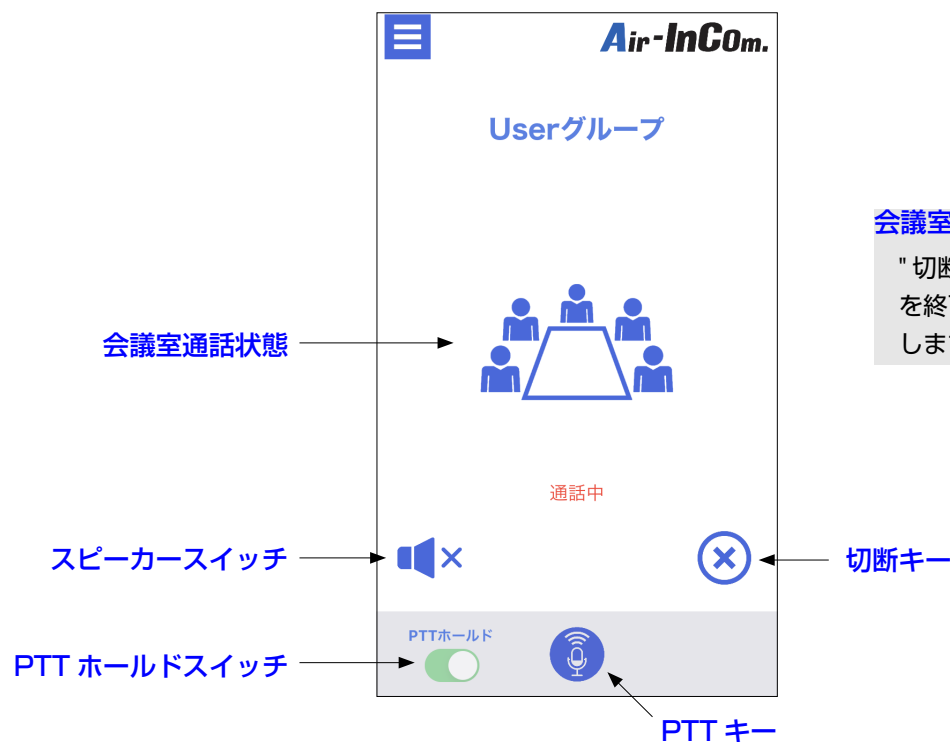 Air-InCom.
Userグループ
会議室
"切断
を終
しま
会議室通話状態
通話中
スピーカースイッチ
切断キー
PTTホールド
PTT ホールドスイッチ
PTT キー